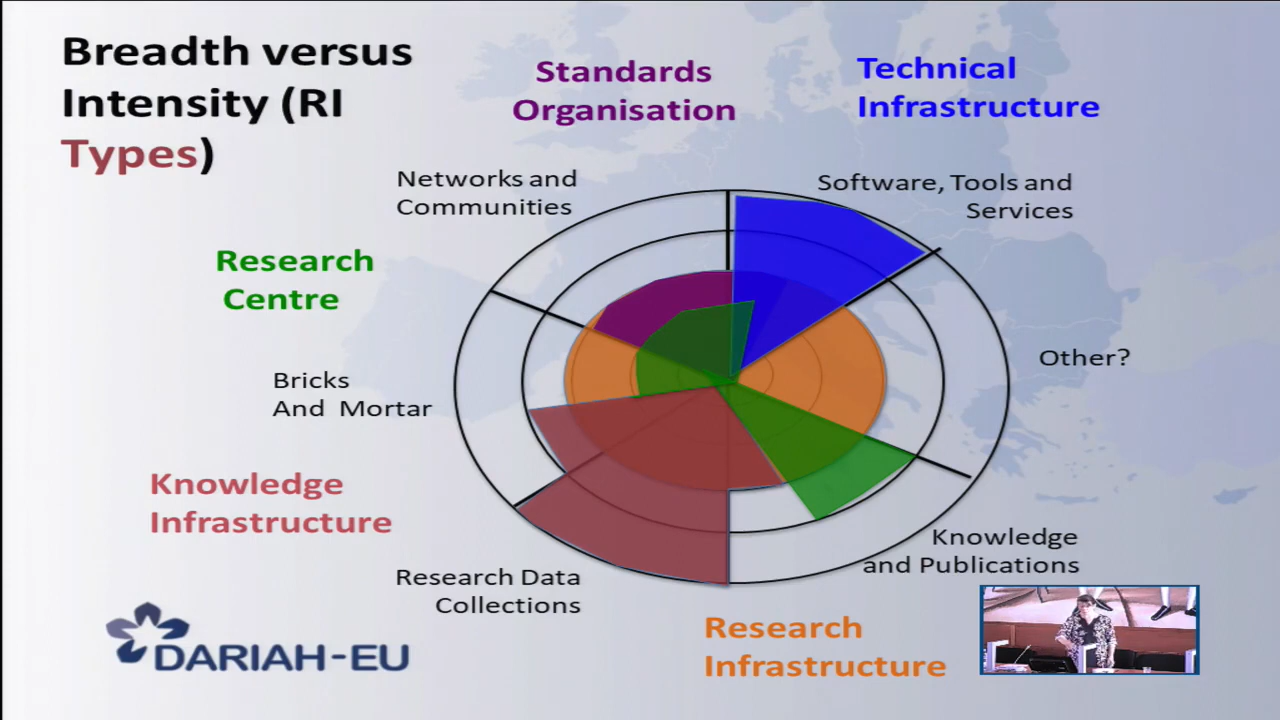 Breadth versus
Intensity (RI
Types)
Standards
Organisation
Technical
Infrastructure
Networks and
Communities
Software, Tools and
Services
Research
Centre
Other?
Bricks
And Mortar
Knowledge
Infrastructure
Knowledge
and Publications
Research Data
Collections
Research
Infrastructure
DARIAH-EU